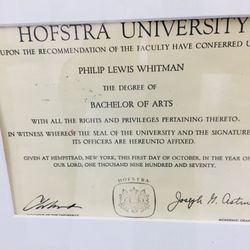 HOFSTRA UNIVERSITY
UPON THE RECOMMENDATION OF THE FACULTY HAVE CONFERRED U
PHILIP LEWIS WHITMAN
THE DEGREE OF
BACHELOR OF ARTS
WITH ALL THE RIGHTS AND PRIVILEGES PERTAINING THERETO.
IN WITNESS WHEREOF THE SEAL OF THE UNIVERSITY AND THE SIGNATURE
ITS OFFICERS ARE HEREUNTO AFFIXED.
GIVEN AT HEMPSTEAD, NEW YORK, THIS FIRST DAY OF OCTOBER, IN THE YEAR OF
OUR LORD, ONE THOUSAND NINE HUNDRED AND SEVENTY.
HOFSTRA
Joseph G. Astm